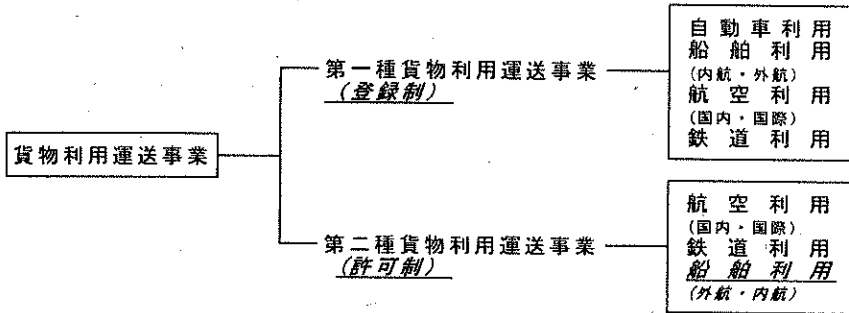 貨物利用運送事業
第一種貨物利用運送事業
(登録制)
自動車利用
船舶利用
(内航・外航)
航空利用
(国内・国際)
鉄道利用
第二種貨物利用運送事業
(許可制)
航空利用
(国内・国際)
鉄道利用
船舶利用
(外航・内航)